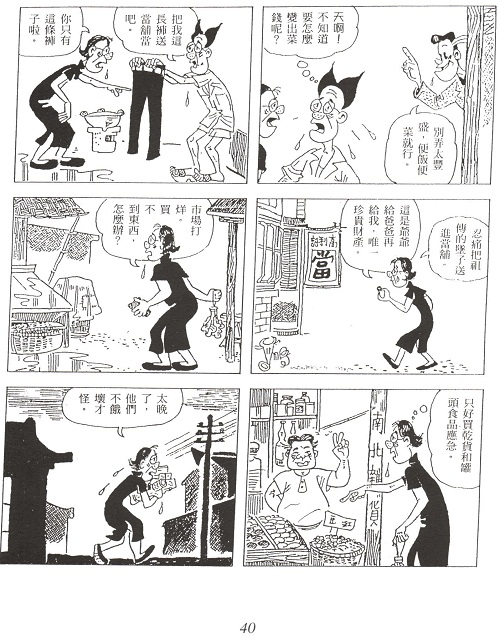 別弄太豐
盛，便飯便
菜就行。
天啊！
不知道
要怎麼
變出菜
錢呢？
把我這
長褲送
當舖當
吧。
你只有
這條褲
子啦。
忍痛把祖
傳的墜子送
進當舖。
這是爺爺
給爸爸再
給我，唯一
珍貴財產。
當
市場打
烊。
買
不
到東西，
怎麼辦？
只好買乾貨和罐
頭食品應急。
南北雜貨
太晚
了，
他們
不餓
壞才
怪。
40